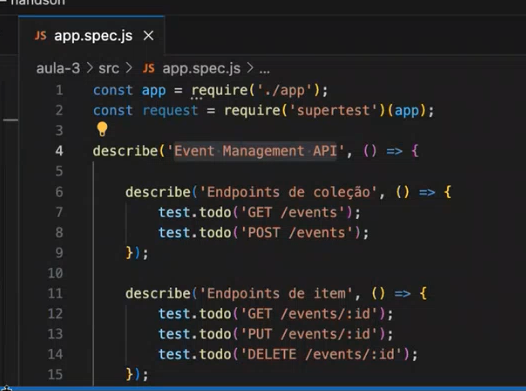 handson
JS app.spec.js ×
aula-3 > src > JS app.spec.js > ...
1 const app = require('./app');
2 const request = require('supertest')(app);
3
4 describe('Event Management API', () => {
5
6 describe('Endpoints de coleção', () => {
7 test.todo('GET /events');
8 test.todo('POST /events');
9 });
10
11 describe('Endpoints de item', () => {
12 test.todo('GET /events/:id');
13 test.todo('PUT /events/:id');
14 test.todo('DELETE /events/:id');
15 });